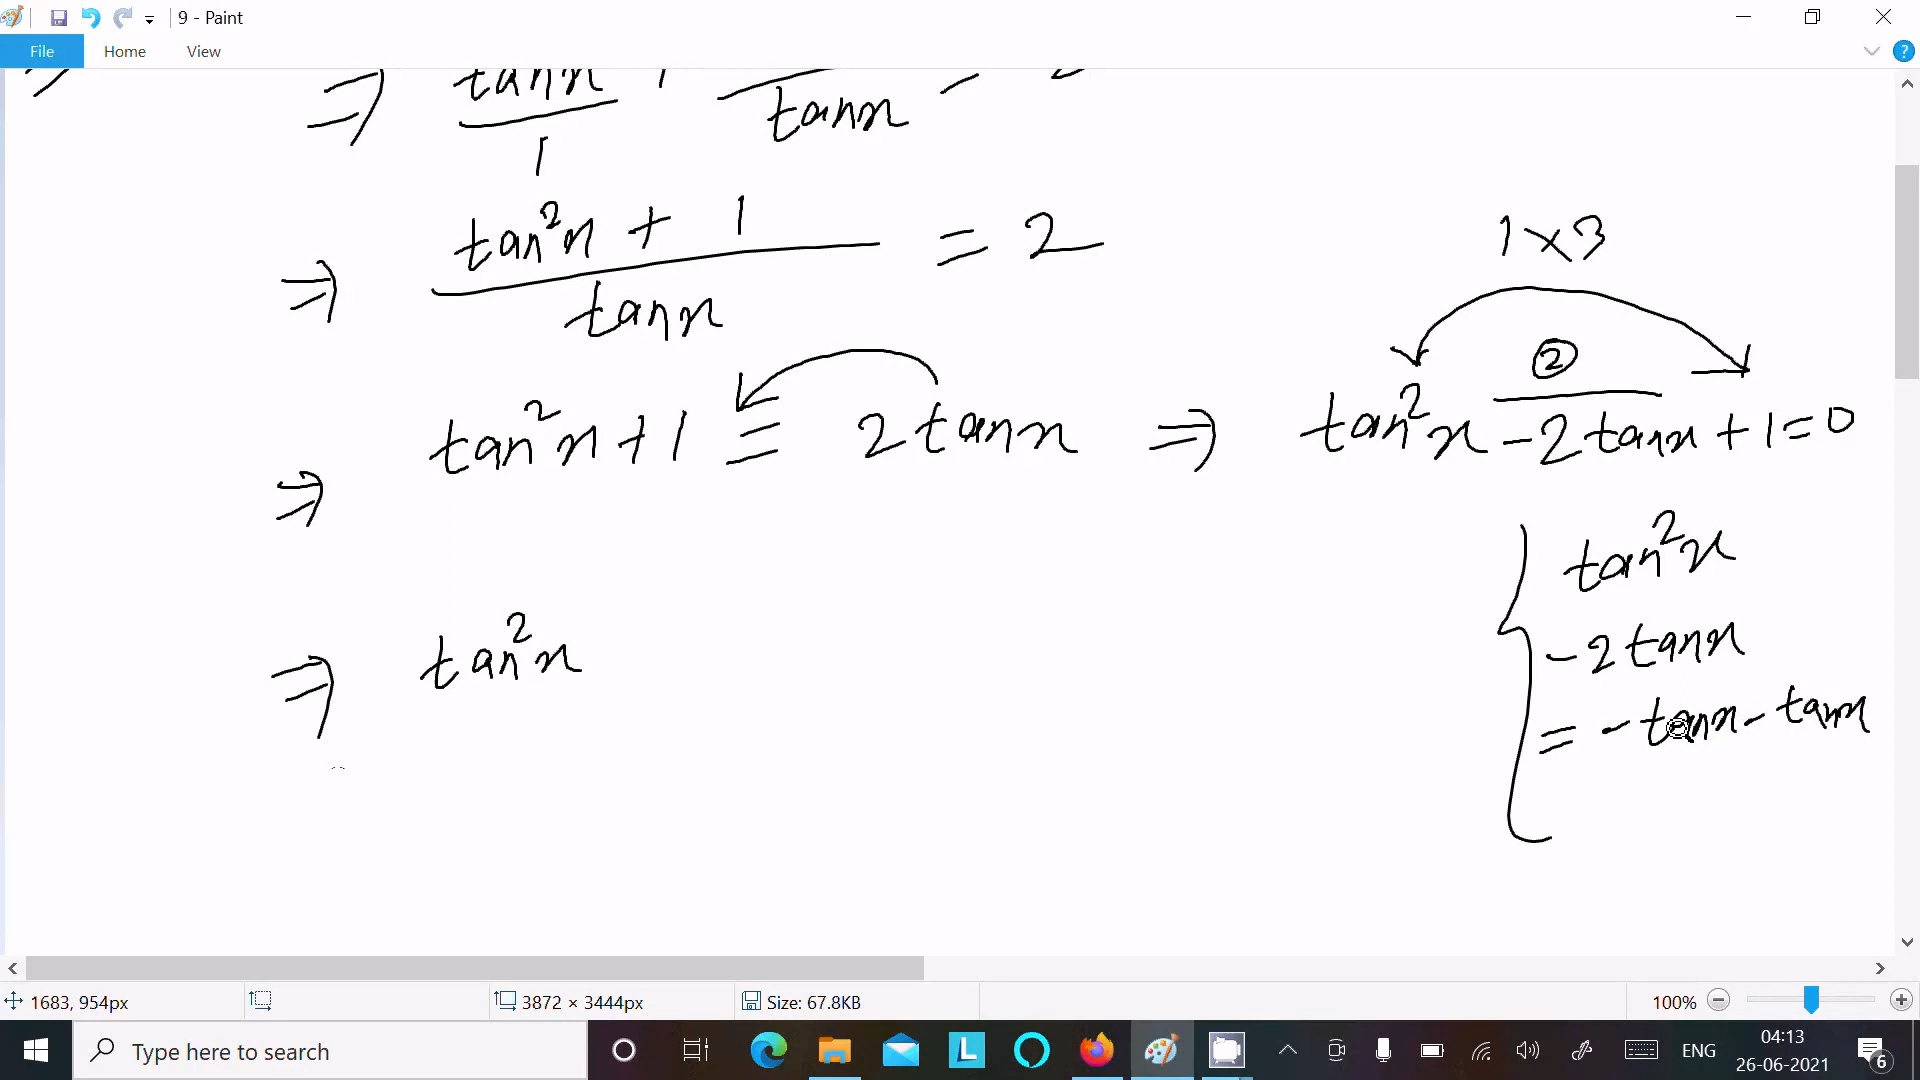 9 - Paint
File Home View
⇒ tanx/1 + /tanx = 2
⇒ (tan²x + 1)/tanx = 2
1 x 3
②
⇒ tan²x + 1 = 2tanx ⇒ tan²x - 2tanx + 1 = 0
tan²x
-2tanx
⇒ tan²x
= -tanx - tanx
1683, 954px 3872 × 3444px Size: 67.8KB 100%
Type here to search
ENG
04:13
26-06-2021
6